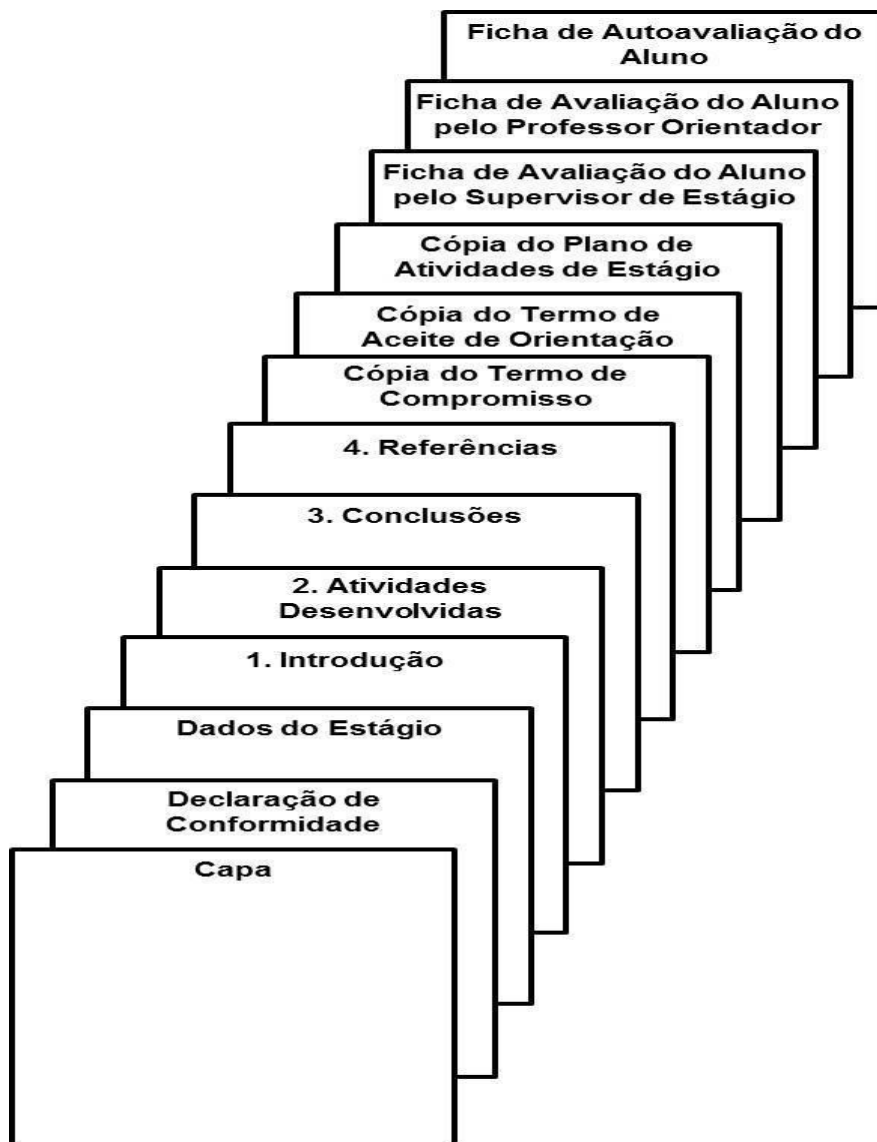 Ficha de Autoavaliação do
Aluno
Ficha de Avaliação do Aluno
pelo Professor Orientador
Ficha de Avaliação do Aluno
pelo Supervisor de Estágio
Cópia do Plano de
Atividades de Estágio
Cópia do Termo de
Aceite de Orientação
Cópia do Termo de
Compromisso
4. Referências
3. Conclusões
2. Atividades
Desenvolvidas
1. Introdução
Dados do Estágio
Declaração de
Conformidade
Capa